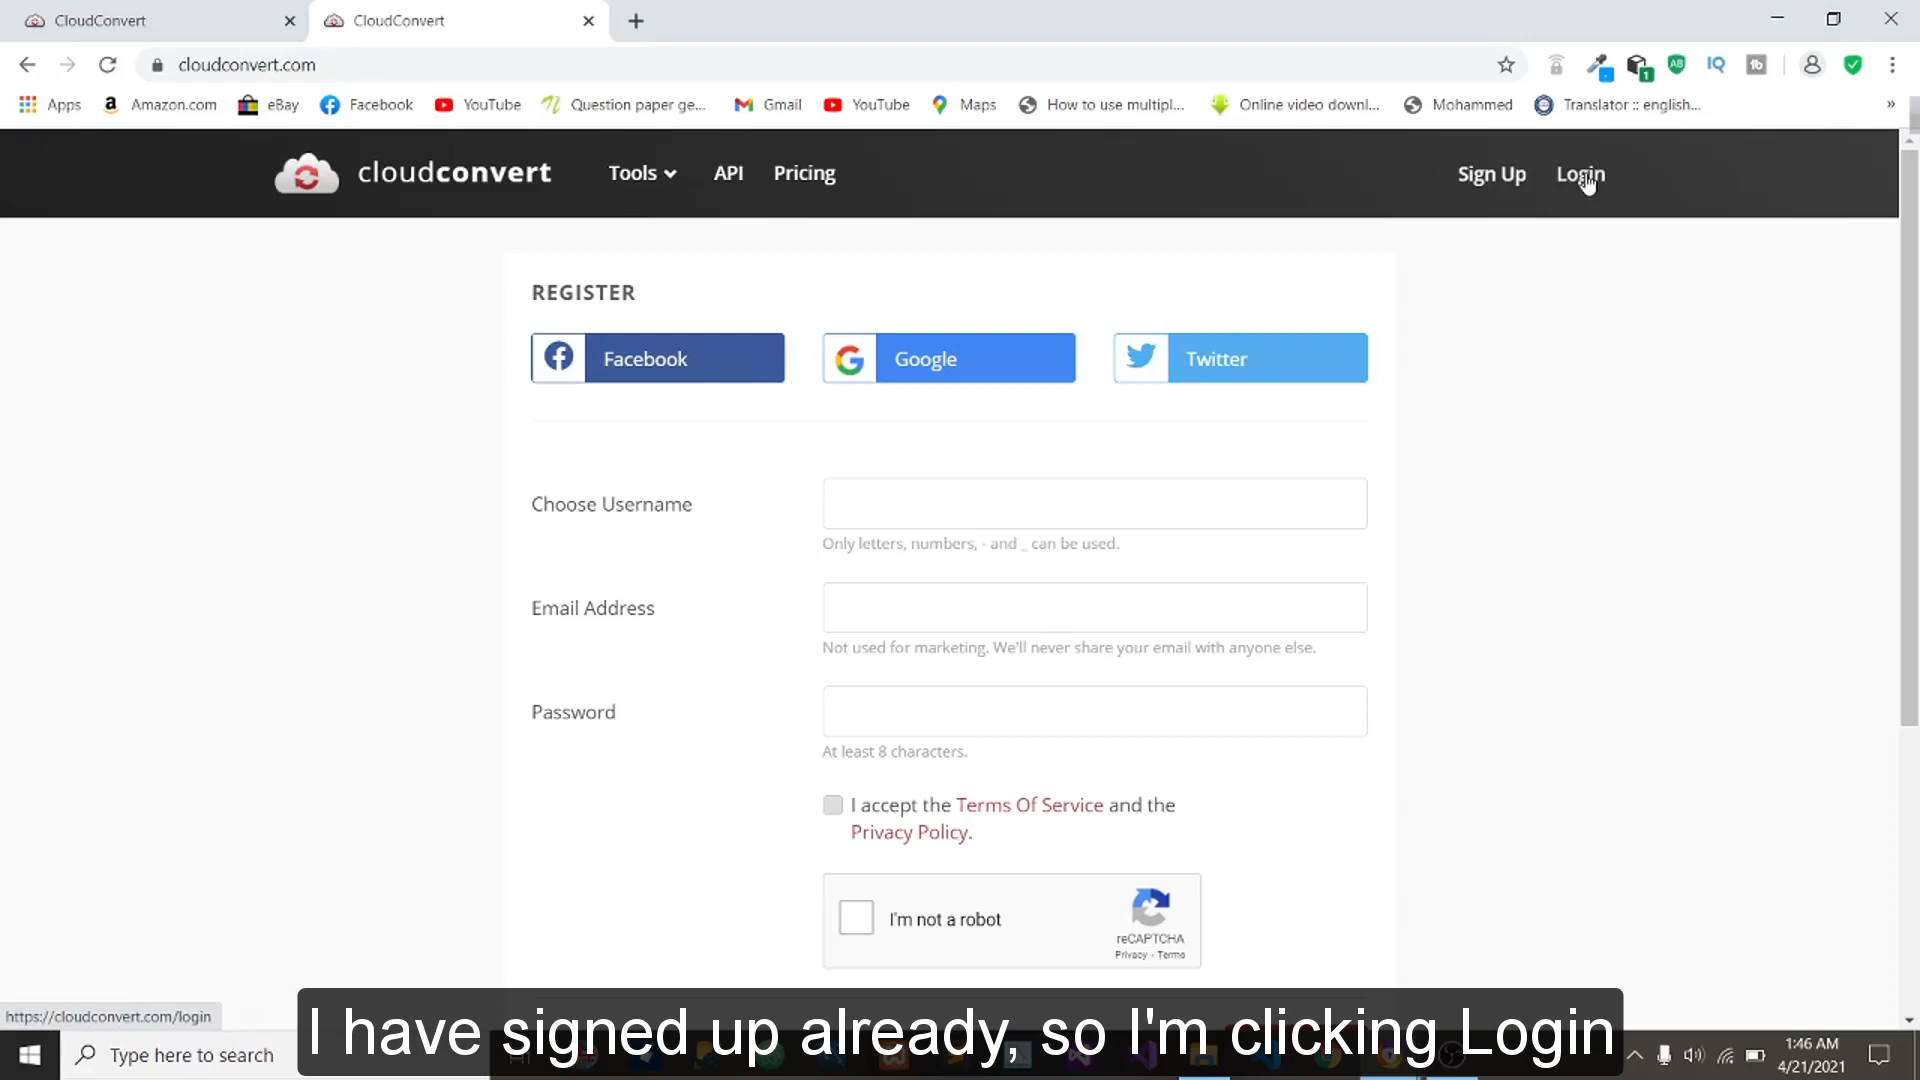 CloudConvert
CloudConvert
cloudconvert.com
Apps
Amazon.com
eBay
Facebook
YouTube
Question paper ge...
Gmail
YouTube
Maps
How to use multipl...
Online video downl...
Mohammed
Translator :: english...
»
cloudconvert
Tools
API
Pricing
Sign Up
Login
REGISTER
Facebook
Google
Twitter
Choose Username
Only letters, numbers, - and _ can be used.
Email Address
Not used for marketing. We'll never share your email with anyone else.
Password
At least 8 characters.
I accept the Terms Of Service and the
Privacy Policy.
I'm not a robot
reCAPTCHA
Privacy - Terms
https://cloudconvert.com/login
I have signed up already, so I'm clicking Login
Type here to search
1:46 AM
4/21/2021